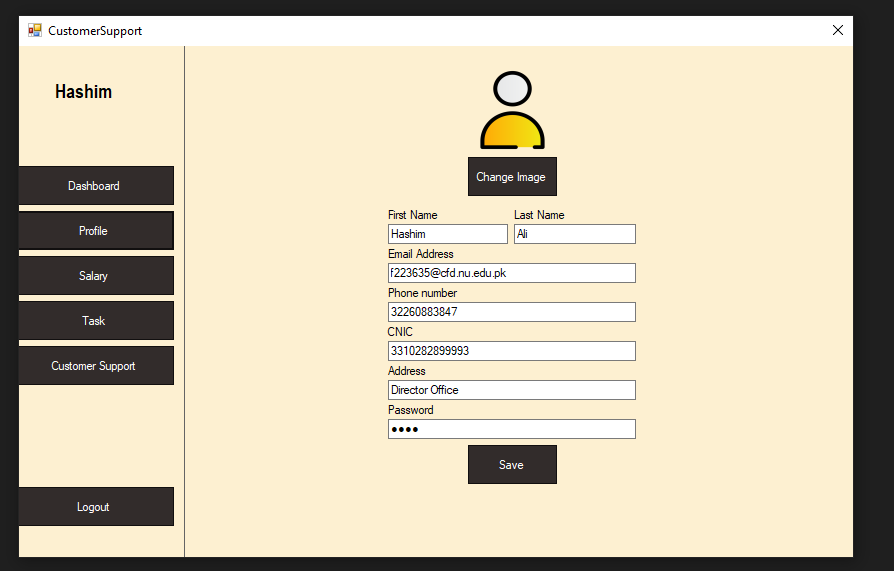 CustomerSupport
Hashim
Dashboard
Profile
Salary
Task
Customer Support
Logout
Change Image
First Name Last Name
Hashim Ali
Email Address
f223635@cfd.nu.edu.pk
Phone number
32260883847
CNIC
3310282899993
Address
Director Office
Password
••••
Save